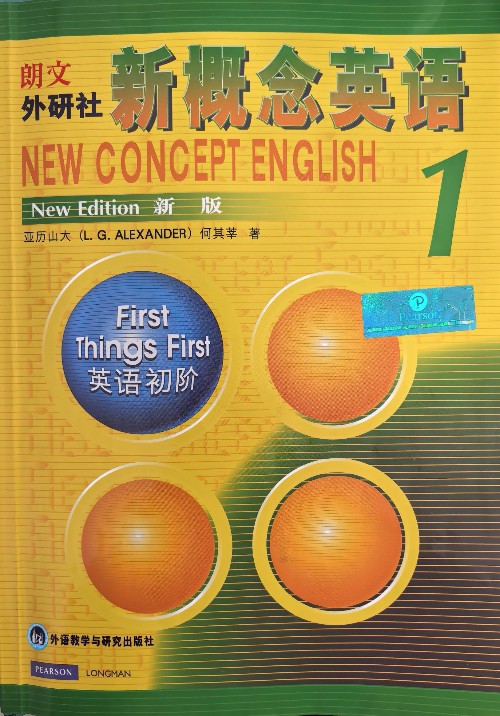 朗文
外研社
新概念英语
NEW CONCEPT ENGLISH
1
New Edition 新 版
亚历山大（L. G. ALEXANDER）何其莘 著
First
Things First
英语初阶
Pearson
外语教学与研究出版社
PEARSON LONGMAN